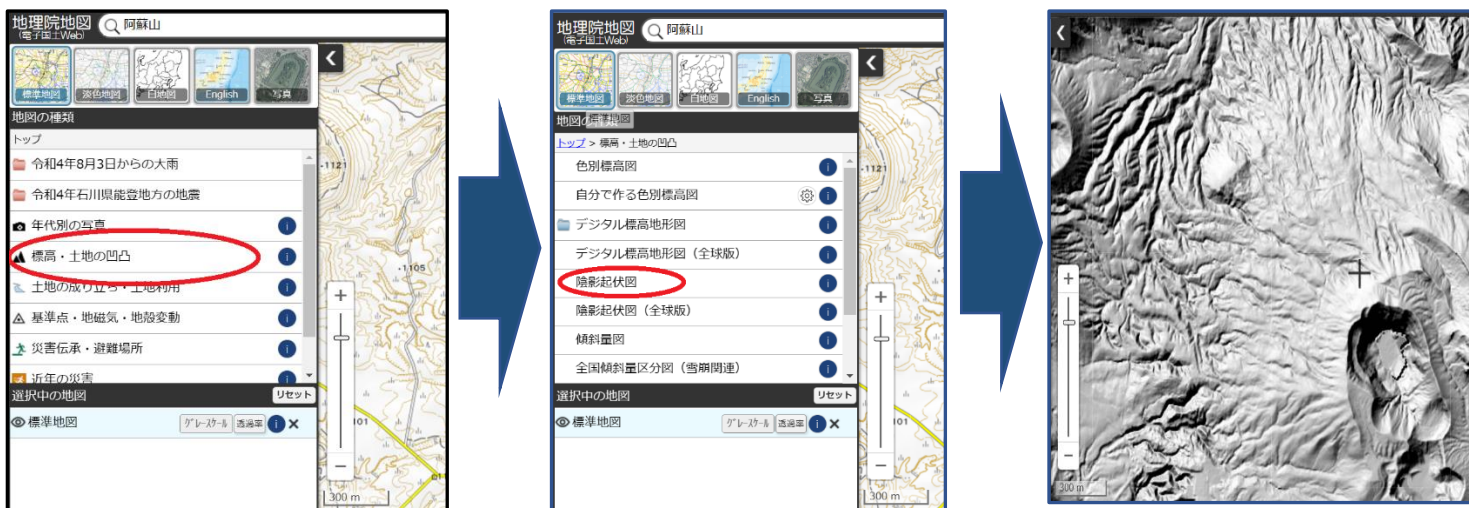 地理院地図
(電子国土Web)
阿蘇山
標準地図
淡色地図
白地図
English
写真
地図の種類
トップ
令和4年8月3日からの大雨
令和4年石川県能登地方の地震
年代別の写真
標高・土地の凹凸
土地の成り立ち・土地利用
基準点・地磁気・地殻変動
災害伝承・避難場所
近年の災害
選択中の地図
リセット
標準地図
グレースケール
透過率
1121
1105
300 m
地理院地図
(電子国土Web)
阿蘇山
標準地図
淡色地図
白地図
English
写真
標準地図
トップ > 標高・土地の凹凸
色別標高図
自分で作る色別標高図
デジタル標高地形図
デジタル標高地形図（全球版）
陰影起伏図
陰影起伏図（全球版）
傾斜量図
全国傾斜量区分図（雪崩関連）
選択中の地図
リセット
標準地図
グレースケール
透過率
1121
300 m
300 m